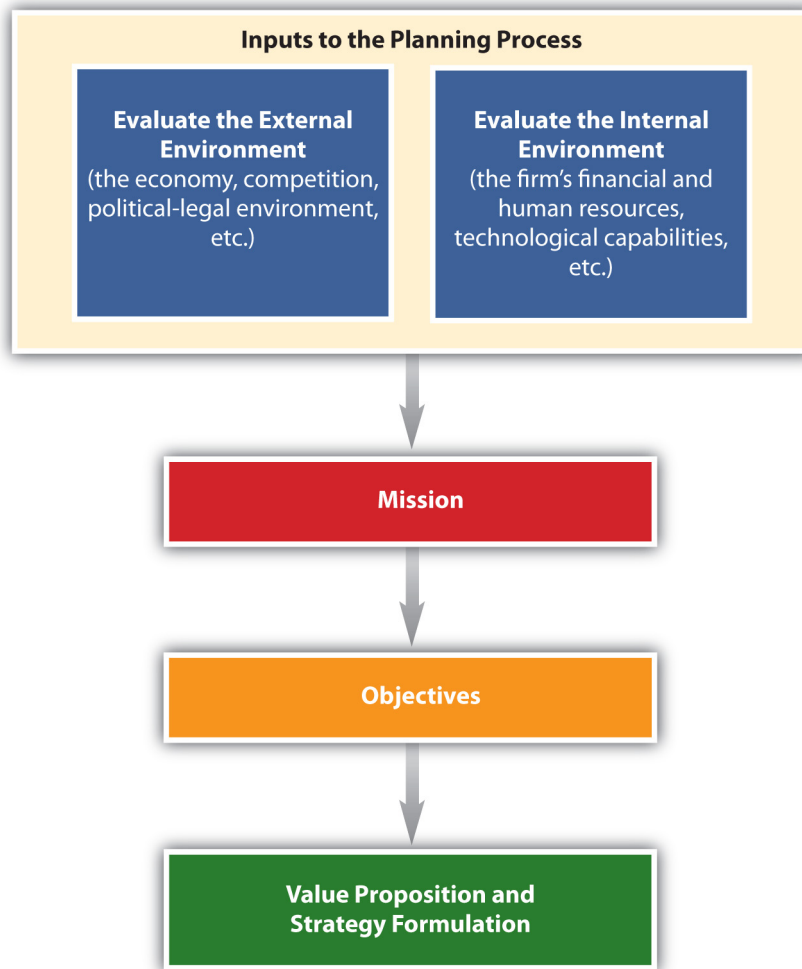 Inputs to the Planning Process
Evaluate the External
Environment
(the economy, competition,
political-legal environment,
etc.)
Evaluate the Internal
Environment
(the firm's financial and
human resources,
technological capabilities,
etc.)
Mission
Objectives
Value Proposition and
Strategy Formulation